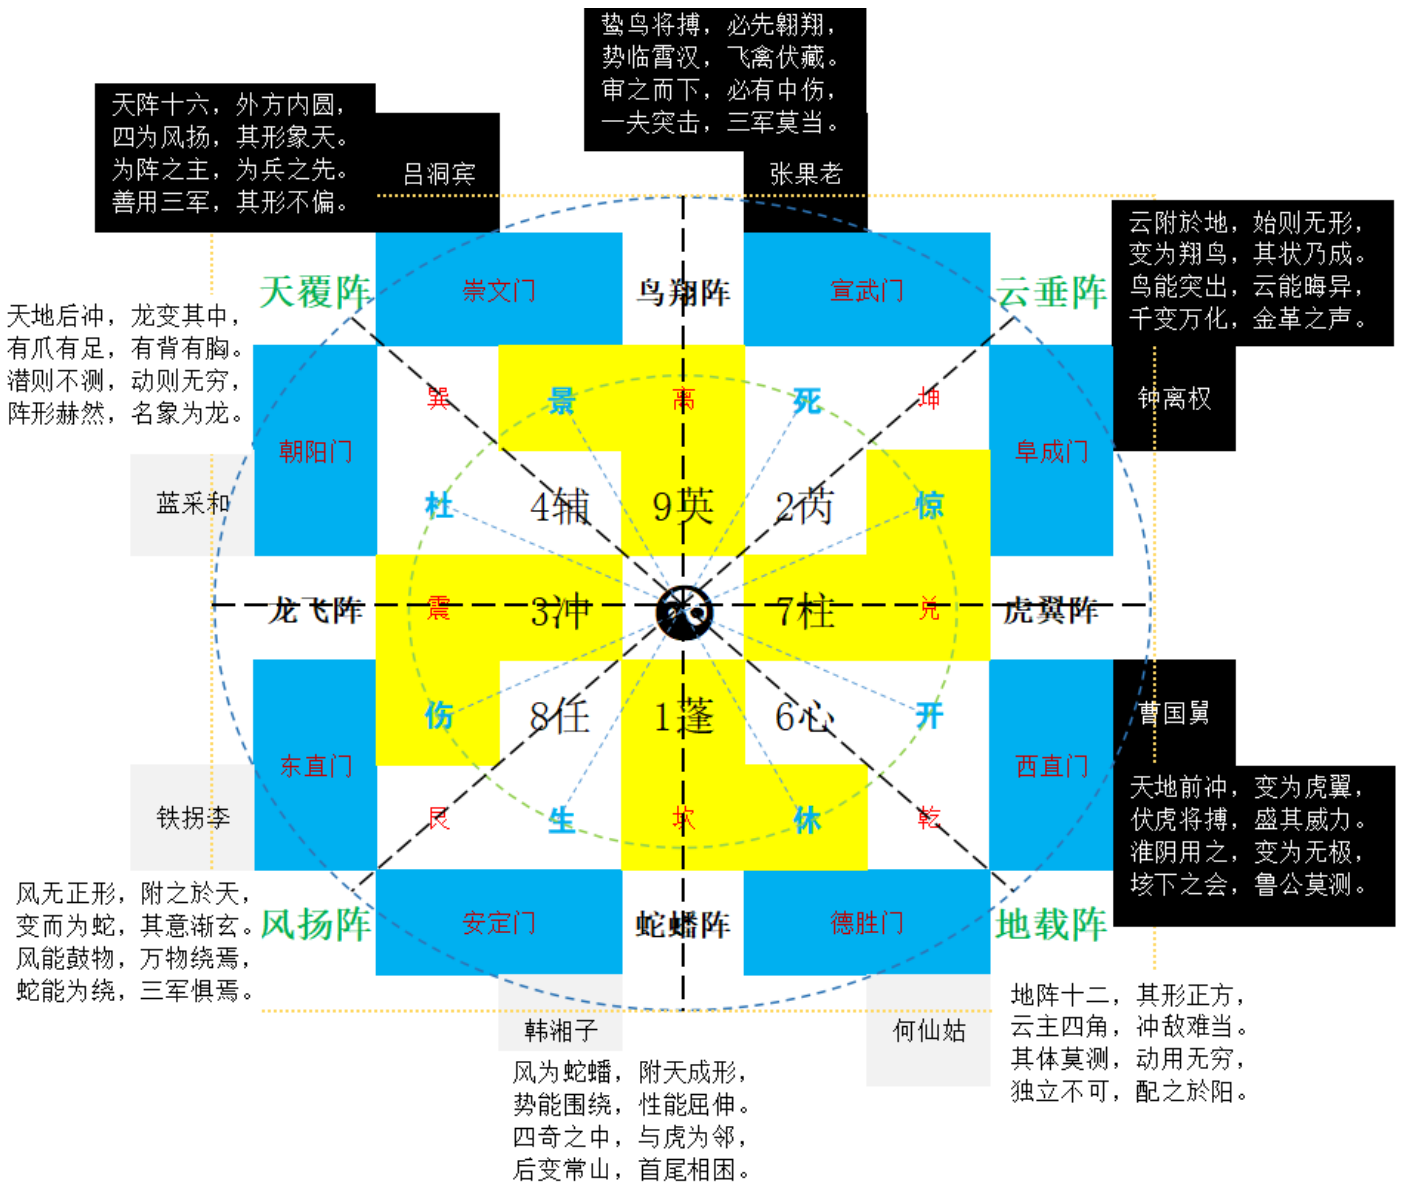 鸷鸟将搏，必先翱翔，
势临霄汉，飞禽伏藏。
审之而下，必有中伤，
一夫突击，三军莫当。
天阵十六，外方内圆，
四为风扬，其形象天。
为阵之主，为兵之先。
善用三军，其形不偏。
吕洞宾
张果老
云附於地，始则无形，
变为翔鸟，其状乃成。
鸟能突出，云能晦异，
千变万化，金革之声。
天覆阵
崇文门
鸟翔阵
宣武门
云垂阵
天地后冲，龙变其中，
有爪有足，有背有胸。
潜则不测，动则无穷，
阵形赫然，名象为龙。
巽
景
离
死
坤
钟离权
朝阳门
阜成门
蓝采和
杜
4辅
9英
2芮
惊
龙飞阵
震
3冲
7柱
兑
虎翼阵
伤
8任
1蓬
6心
开
曹国舅
东直门
西直门
天地前冲，变为虎翼，
伏虎将搏，盛其威力。
淮阴用之，变为无极，
垓下之会，鲁公莫测。
铁拐李
艮
生
坎
休
乾
风无正形，附之於天，
变而为蛇，其意渐玄。
风能鼓物，万物绕焉，
蛇能为绕，三军惧焉。
风扬阵
安定门
蛇蟠阵
德胜门
地载阵
韩湘子
何仙姑
地阵十二，其形正方，
云主四角，冲敌难当。
其体莫测，动用无穷，
独立不可，配之於阳。
风为蛇蟠，附天成形，
势能围绕，性能屈伸。
四奇之中，与虎为邻，
后变常山，首尾相困。